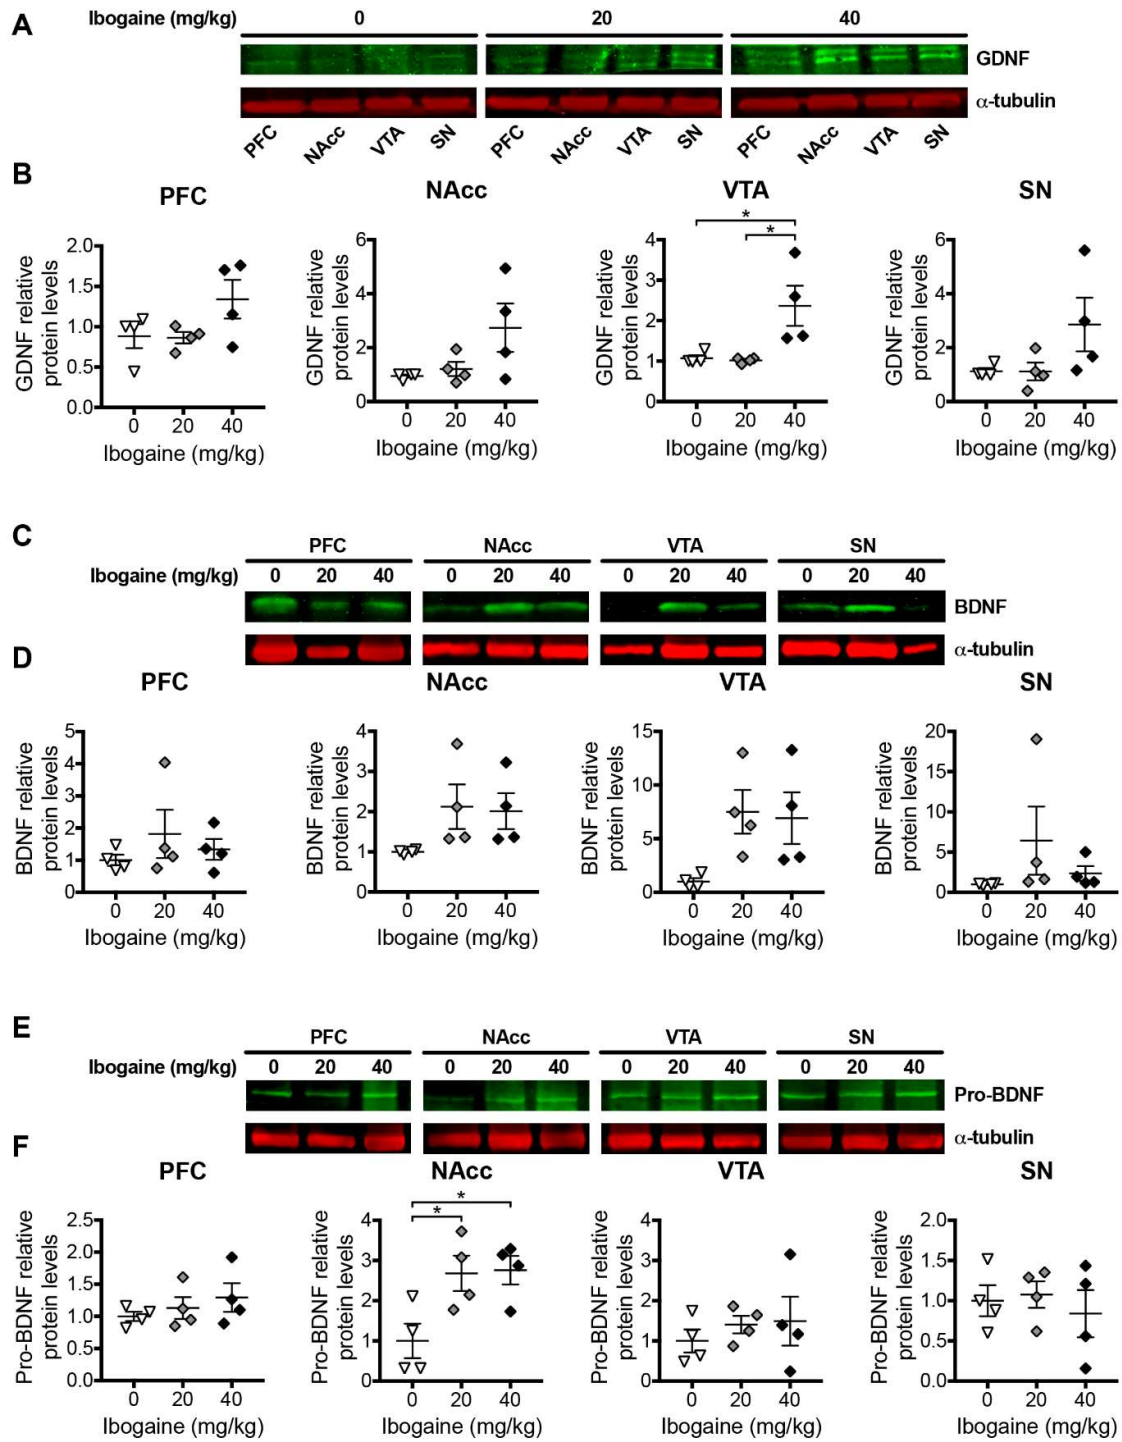 A
Ibogaine (mg/kg) 0 20 40
GDNF
α-tubulin
PFC NAcc VTA SN PFC NAcc VTA SN PFC NAcc VTA SN
B
PFC NAcc VTA SN
* *
GDNF relative protein levels
2.0 1.5 1.0 0.5 0.0
0 20 40
Ibogaine (mg/kg)
GDNF relative protein levels
6 4 2 0
0 20 40
Ibogaine (mg/kg)
GDNF relative protein levels
4 3 2 1 0
0 20 40
Ibogaine (mg/kg)
GDNF relative protein levels
6 4 2 0
0 20 40
Ibogaine (mg/kg)
C
PFC NAcc VTA SN
Ibogaine (mg/kg) 0 20 40 0 20 40 0 20 40 0 20 40
BDNF
α-tubulin
D
PFC NAcc VTA SN
BDNF relative protein levels
5 4 3 2 1 0
0 20 40
Ibogaine (mg/kg)
BDNF relative protein levels
4 3 2 1 0
0 20 40
Ibogaine (mg/kg)
BDNF relative protein levels
15 10 5 0
0 20 40
Ibogaine (mg/kg)
BDNF relative protein levels
20 15 10 5 0
0 20 40
Ibogaine (mg/kg)
E
PFC NAcc VTA SN
Ibogaine (mg/kg) 0 20 40 0 20 40 0 20 40 0 20 40
Pro-BDNF
α-tubulin
F
PFC NAcc VTA SN
* *
Pro-BDNF relative protein levels
2.5 2.0 1.5 1.0 0.5 0.0
0 20 40
Ibogaine (mg/kg)
Pro-BDNF relative protein levels
4 3 2 1 0
0 20 40
Ibogaine (mg/kg)
Pro-BDNF relative protein levels
4 3 2 1 0
0 20 40
Ibogaine (mg/kg)
Pro-BDNF relative protein levels
2.0 1.5 1.0 0.5 0.0
0 20 40
Ibogaine (mg/kg)